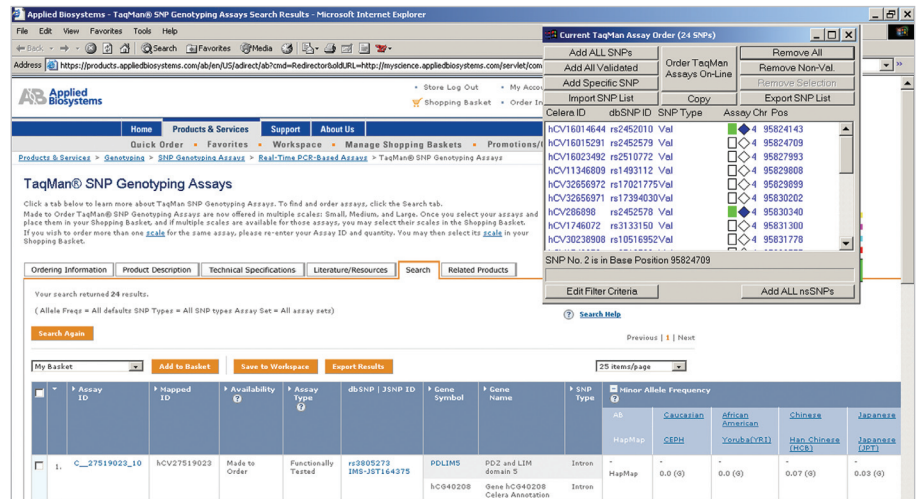 Applied Biosystems - TaqMan® SNP Genotyping Assays Search Results - Microsoft Internet Explorer
File Edit View Favorites Tools Help
Back Search Favorites Media
Address https://products.appliedbiosystems.com/ab/en/US/adirect/ab?cmd=RedirectorâoldURL=http://myscience.appliedbiosystems.com/servlet/com
AB Applied Biosystems
Store Log Out • My Accou
Shopping Basket • Order In
Home Products & Services Support About Us
Quick Order Favorites Workspace Manage Shopping Baskets Promotions/
Products & Services > Genotyping > SNP Genotyping Assays > Real-Time PCR-Based Assays > TaqMan® SNP Genotyping Assays
TaqMan® SNP Genotyping Assays
Click a tab below to learn more about TaqMan SNP Genotyping Assays. To find and order assays, click the Search tab.
Made to Order TaqMan® SNP Genotyping Assays are now offered in multiple scales: Small, Medium, and Large. Once you select your assays and
place them in your Shopping Basket, and if multiple scales are available for those assays, you may select their scales in the Shopping Basket.
If you wish to order more than one scale for the same assay, please re-enter your Assay ID and quantity. You may then select its scale in your
Shopping Basket.
Ordering Information Product Description Technical Specifications Literature/Resources Search Related Products
Your search returned 24 results.
( Allele Freqs = All defaults SNP Types = All SNP types Assay Set = All assay sets)
Search Help
Search Again
Previous | 1 | Next
My Basket Add to Basket Save to Workspace Export Results 25 items/page
Assay ID Mapped ID Availability Assay Type dbSNP | JSNP ID Gene Symbol Gene Name SNP Type Minor Allele Frequency
Ab Caucasian African American Chinese Japanese
HapMap CEPH Yoruba(YRI) Han Chinese (HCB) Japanese (JPT)
1. C__27519023_10 hCV27519023 Made to Order Functionally Tested rs3805273 IMS-JST164375 PDLIM5 PDZ and LIM domain 5 Intron - - - - -
HapMap 0.0 (G) 0.0 (G) 0.07 (G) 0.03 (G)
hCG40208 Gene hCG40208 Celera Annotation Intron
Current TaqMan Assay Order (24 SNPs)
Add ALL SNPs Order TaqMan Assays On-Line Remove All
Add All Validated Remove Non-Val.
Add Specific SNP Remove Selection
Import SNP List Copy Export SNP List
Celera ID dbSNP ID SNP Type Assay Chr Pos
hCV16014644 rs2452010 Val 4 95824143
hCV16015291 rs2452579 Val 4 95824709
hCV16023492 rs2510772 Val 4 95827993
hCV11346809 rs1493112 Val 4 95829808
hCV32656972 rs17021775 Val 4 95829899
hCV32656971 rs17394030 Val 4 95830202
hCV286898 rs2452578 Val 4 95830340
hCV1746072 rs3133150 Val 4 95831300
hCV30238908 rs10516952 Val 4 95831778
SNP No. 2 is in Base Position 95824709
Edit Filter Criteria Add ALL nsSNPs